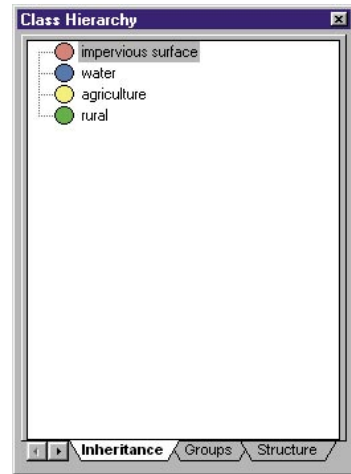 Class Hierarchy
impervious surface
water
agriculture
rural
Inheritance Groups Structure